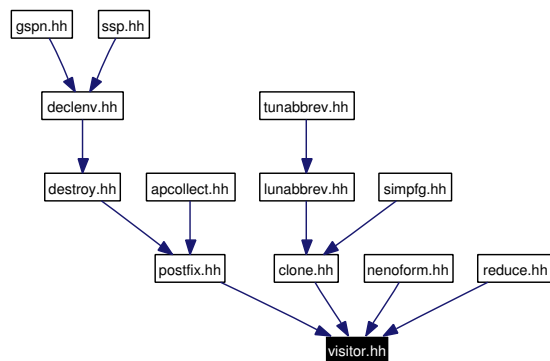 gspn.hh
ssp.hh
declenv.hh
tunabbrev.hh
destroy.hh
apcollect.hh
lunabbrev.hh
simpfg.hh
postfix.hh
clone.hh
nenoform.hh
reduce.hh
visitor.hh